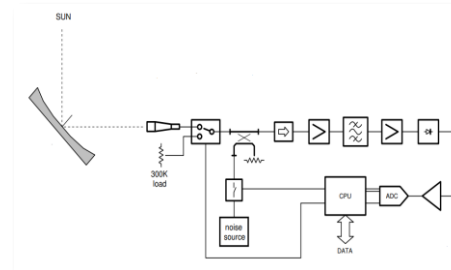 SUN
300K
load
noise
source
CPU
ADC
DATA